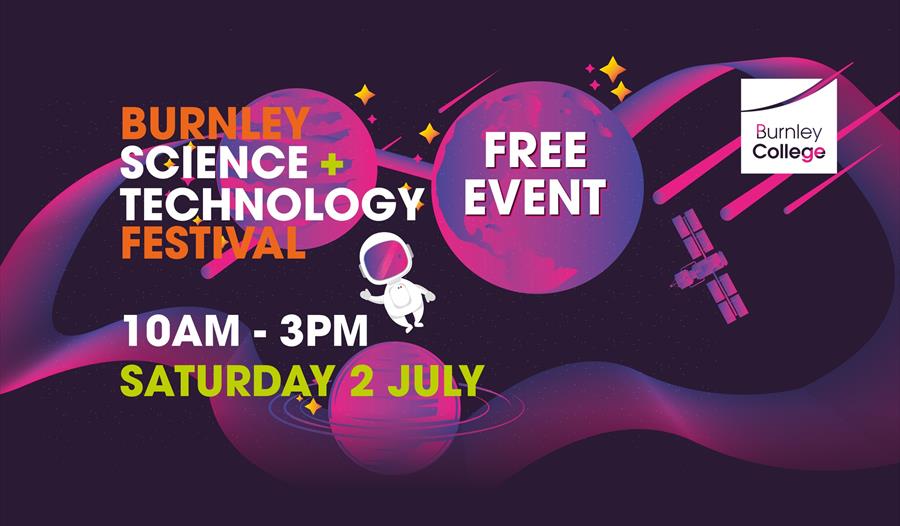 BURNLEY
SCIENCE +
TECHNOLOGY
FESTIVAL
FREE
EVENT
Burnley
College
10AM - 3PM
SATURDAY 2 JULY